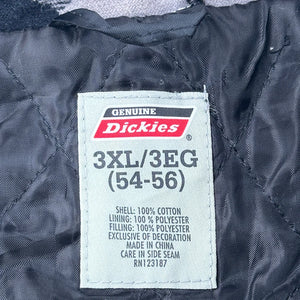 GENUINE
Dickies
®
3XL/3EG
(54-56)
SHELL: 100% COTTON
LINING: 100% POLYESTER
FILLING: 100% POLYESTER
EXCLUSIVE OF DECORATION
MADE IN CHINA
CARE IN SIDE SEAM
RN123187